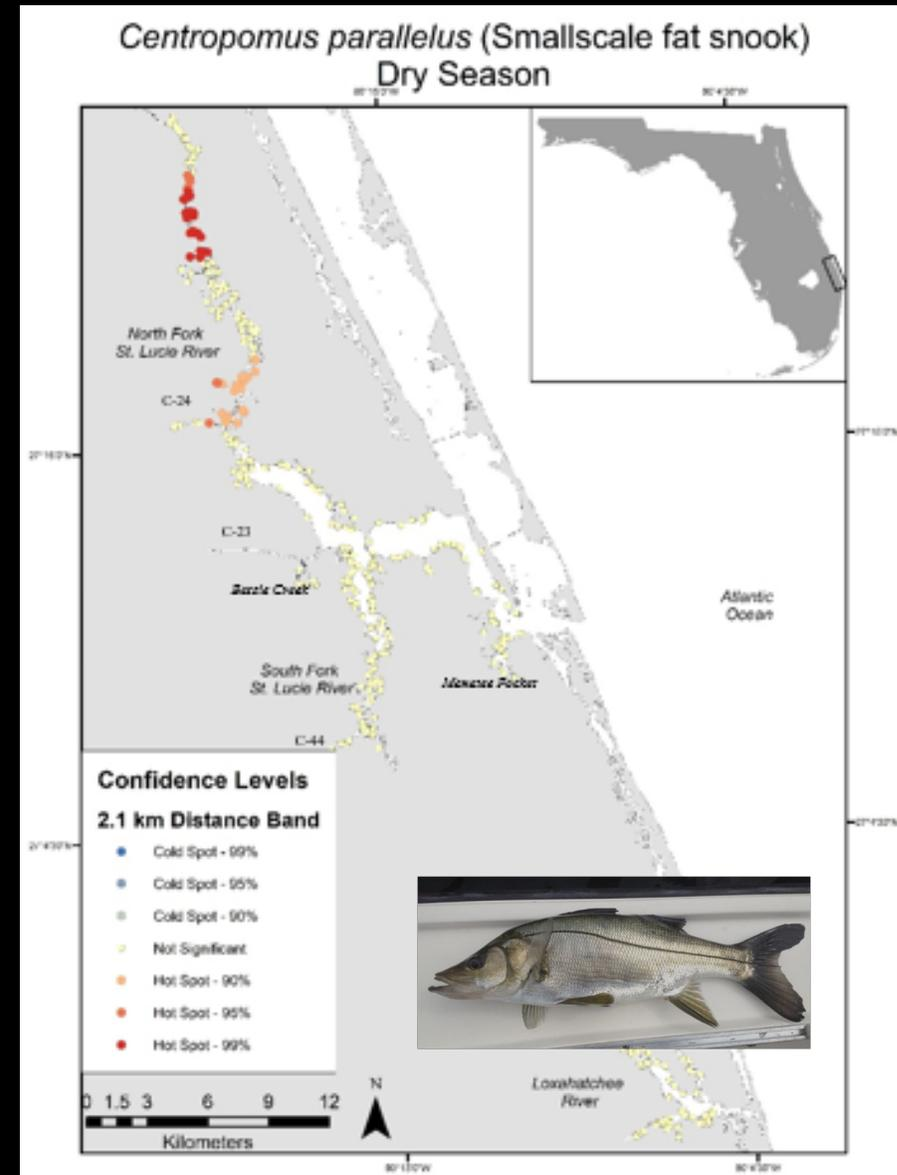 Centropomus parallelus (Smallscale fat snook)
Dry Season
North Fork
St. Lucie River
C-24
C-23
Bessie Creek
South Fork
St. Lucie River
Manatee Pocket
C-44
Atlantic
Ocean
Confidence Levels
2.1 km Distance Band
Cold Spot - 99%
Cold Spot - 95%
Cold Spot - 90%
Not Significant
Hot Spot - 90%
Hot Spot - 95%
Hot Spot - 99%
Loxahatchee
River
N
0 1.5 3 6 9 12
Kilometers